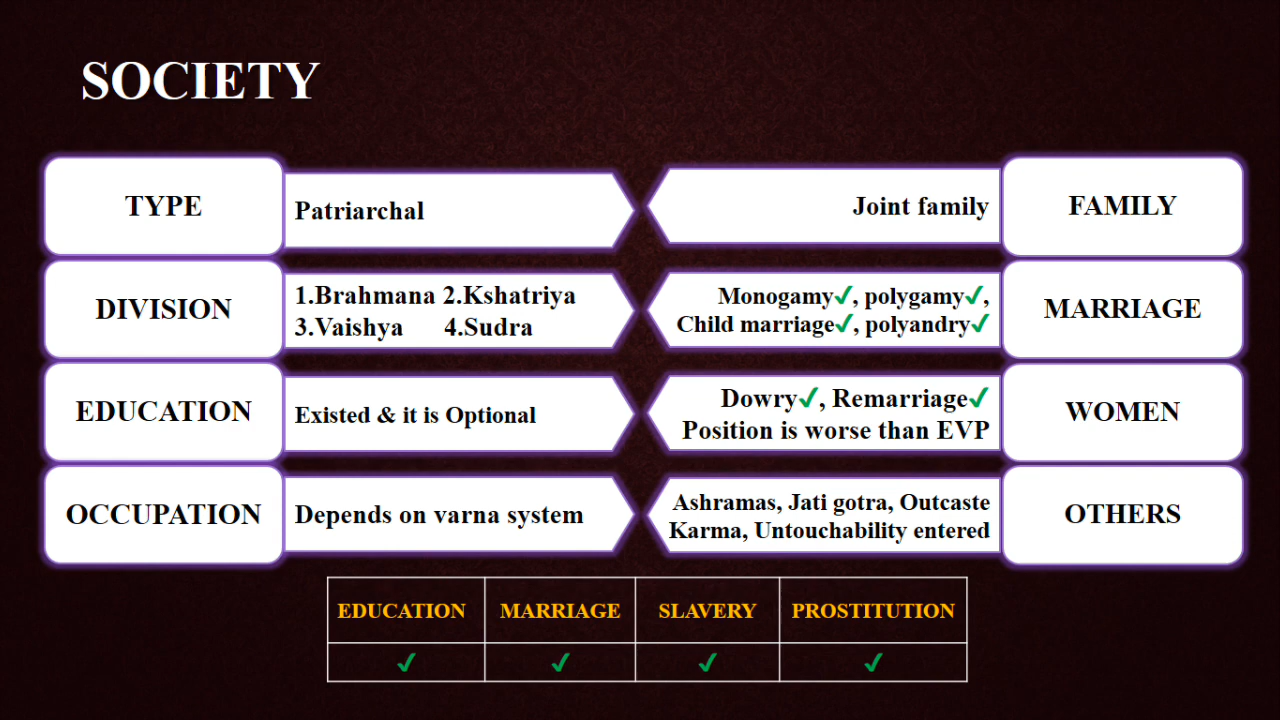 SOCIETY
TYPE
Patriarchal
Joint family
FAMILY
DIVISION
1.Brahmana 2.Kshatriya
3.Vaishya 4.Sudra
Monogamy✓, polygamy✓,
Child marriage✓, polyandry✓
MARRIAGE
EDUCATION
Existed & it is Optional
Dowry✓, Remarriage✓
Position is worse than EVP
WOMEN
OCCUPATION
Depends on varna system
Ashramas, Jati gotra, Outcaste
Karma, Untouchability entered
OTHERS
EDUCATION MARRIAGE SLAVERY PROSTITUTION
✓ ✓ ✓ ✓